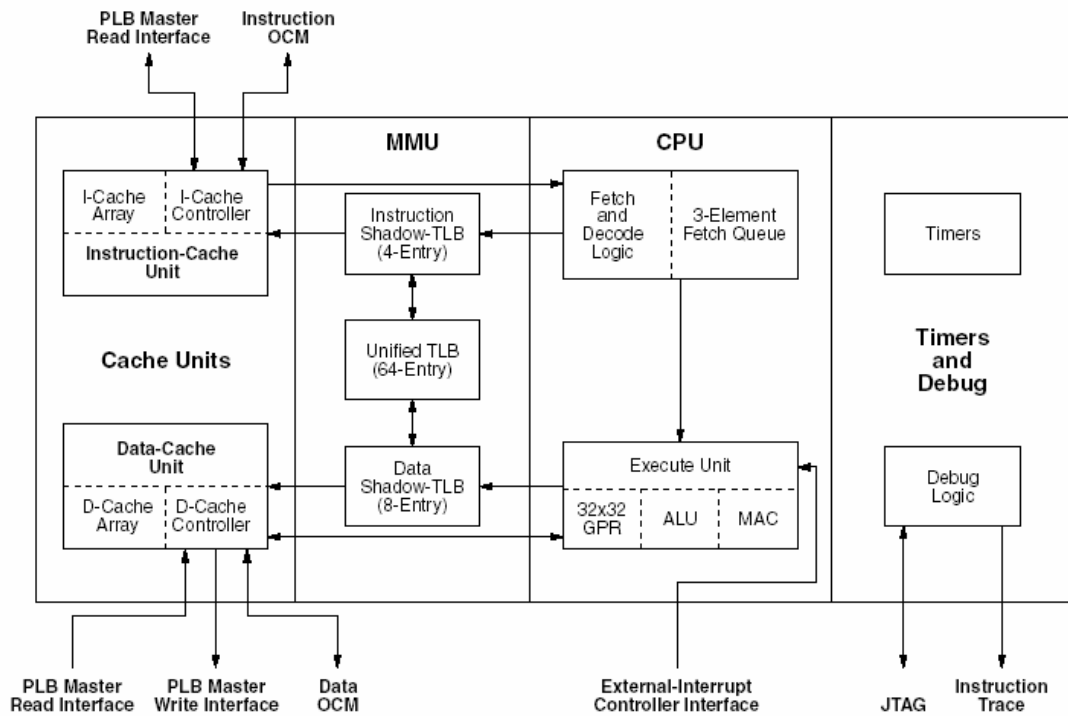 PLB Master
Read Interface
Instruction
OCM
MMU
CPU
I-Cache
Array
I-Cache
Controller
Instruction-Cache
Unit
Instruction
Shadow-TLB
(4-Entry)
Fetch
and
Decode
Logic
3-Element
Fetch Queue
Timers
Cache Units
Unified TLB
(64-Entry)
Timers
and
Debug
Data-Cache
Unit
D-Cache
Array
D-Cache
Controller
Data
Shadow-TLB
(8-Entry)
Execute Unit
32x32
GPR
ALU
MAC
Debug
Logic
PLB Master
Read Interface
PLB Master
Write Interface
Data
OCM
External-Interrupt
Controller Interface
JTAG
Instruction
Trace